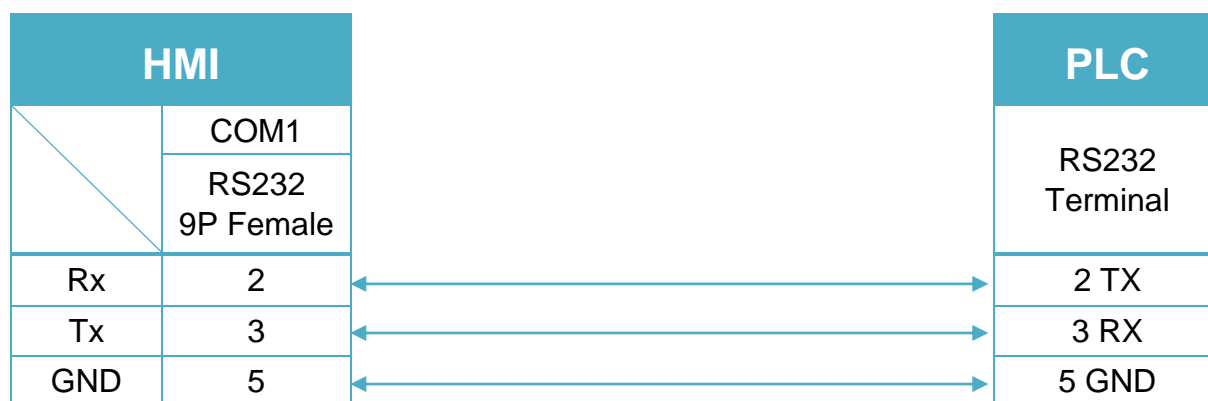 HMI
PLC
COM1
RS232
9P Female
RS232
Terminal
Rx
2
2 TX
Tx
3
3 RX
GND
5
5 GND